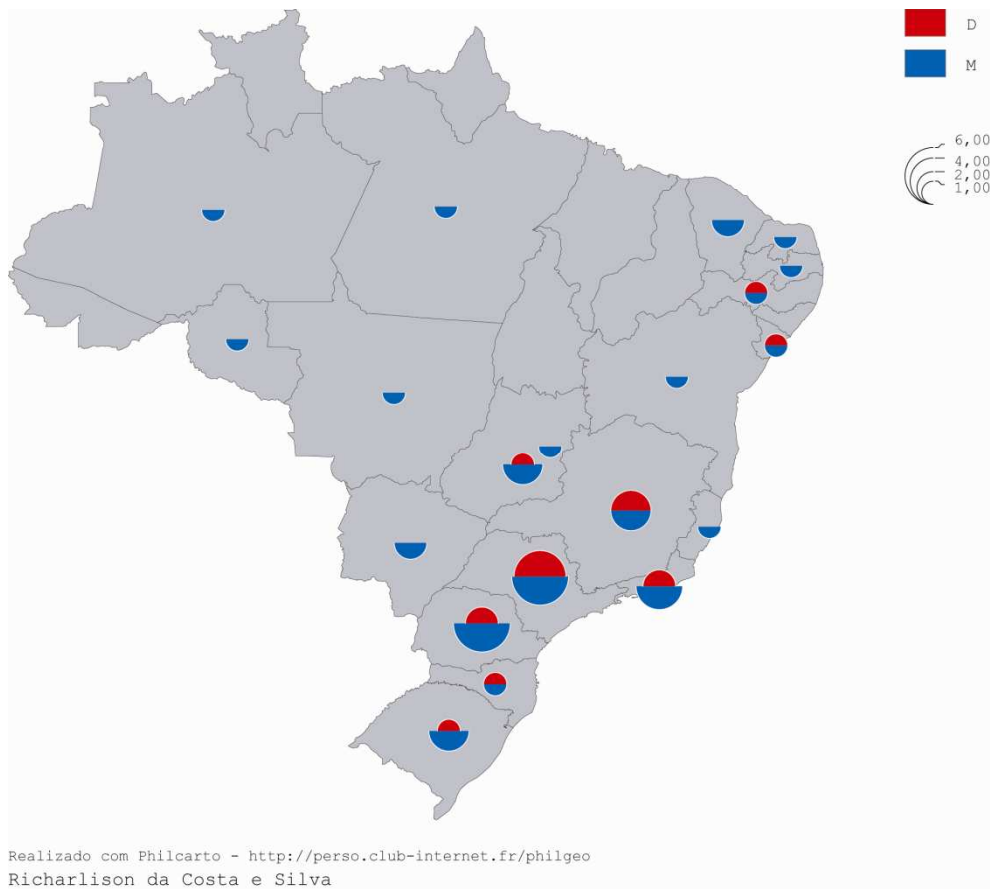 D
M
6,00
4,00
2,00
1,00
Realizado com Philcarto - http://perso.club-internet.fr/philgeo
Richarlison da Costa e Silva